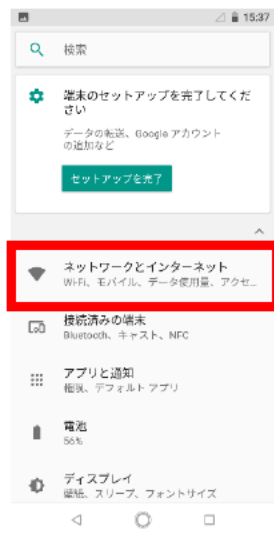 15:37
検索
端末のセットアップを完了してくだ
さい
データの転送、Google アカウント
の追加など
セットアップを完了
ネットワークとインターネット
Wi-Fi、モバイル、データ使用量、アクセ...
接続済みの端末
Bluetooth、キャスト、NFC
アプリと通知
権限、デフォルト アプリ
電池
56%
ディスプレイ
壁紙、スリープ、フォントサイズ